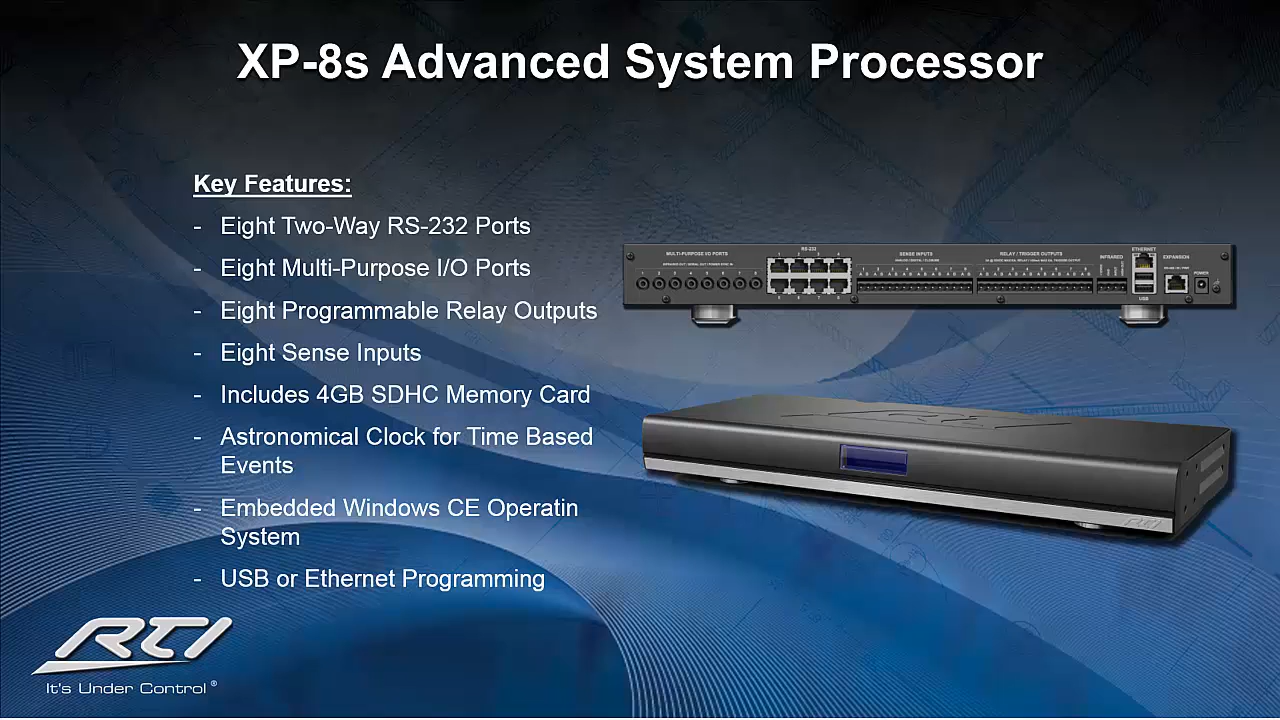 XP-8s Advanced System Processor
Key Features:
- Eight Two-Way RS-232 Ports
- Eight Multi-Purpose I/O Ports
- Eight Programmable Relay Outputs
- Eight Sense Inputs
- Includes 4GB SDHC Memory Card
- Astronomical Clock for Time Based
Events
- Embedded Windows CE Operatin
System
- USB or Ethernet Programming
MULTI-PURPOSE I/O PORTS
RS-232
SENSE INPUTS
RELAY / TRIGGER OUTPUTS
INFRARED
ETHERNET
USB
EXPANSION
POWER
RTI
RTI
It's Under Control®